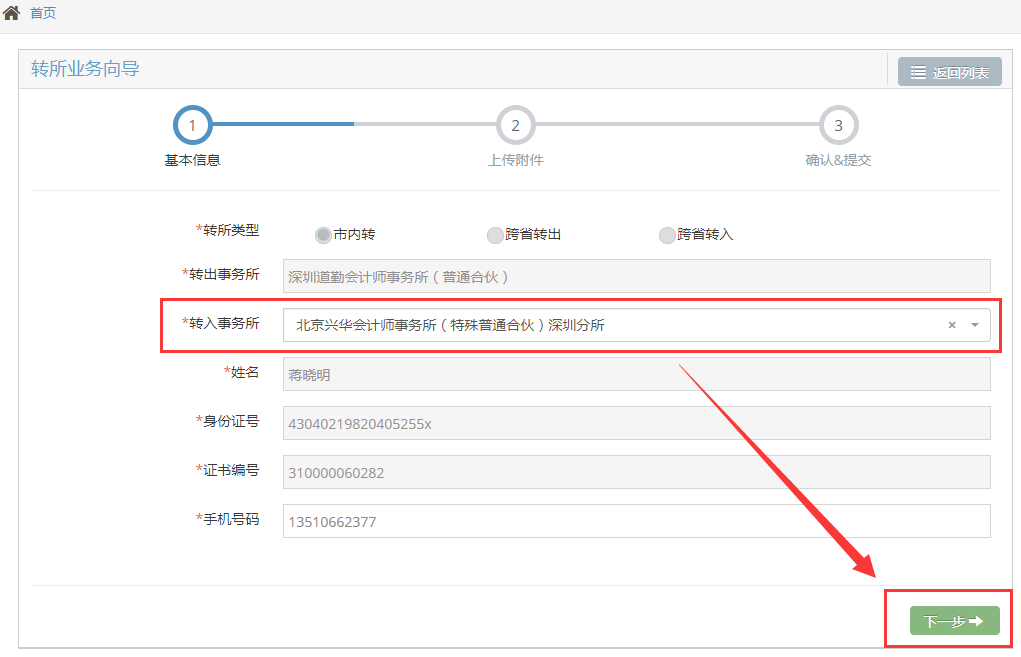 首页
转所业务向导
返回列表
1 2 3
基本信息 上传附件 确认&提交
*转所类型 市内转 跨省转出 跨省转入
*转出事务所 深圳道勤会计师事务所（普通合伙）
*转入事务所 北京兴华会计师事务所（特殊普通合伙）深圳分所 ×
*姓名 蒋晓明
*身份证号 43040219820405255x
*证书编号 310000060282
*手机号码 13510662377
下一步